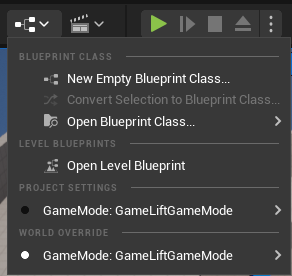 BLUEPRINT CLASS
New Empty Blueprint Class...
Convert Selection to Blueprint Class...
Open Blueprint Class...
LEVEL BLUEPRINTS
Open Level Blueprint
PROJECT SETTINGS
GameMode: GameLiftGameMode
WORLD OVERRIDE
GameMode: GameLiftGameMode